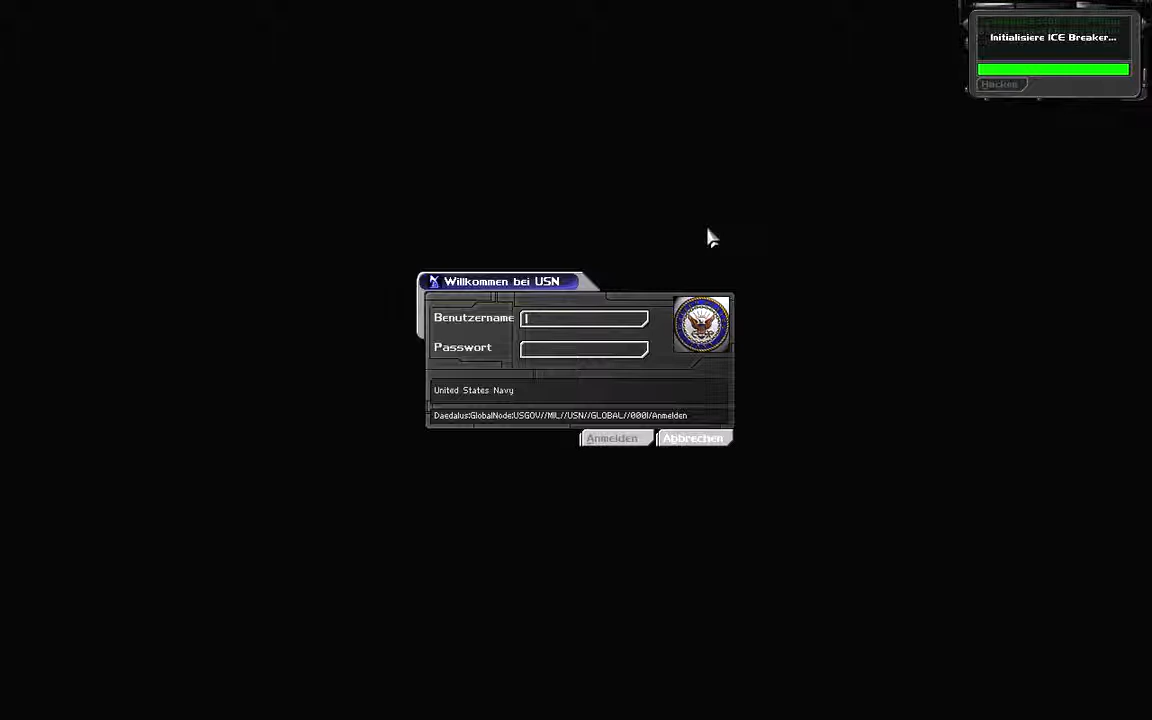 Initialisiere ICE Breaker...
Hacken
Willkommen bei USN
Benutzername
Passwort
United States Navy
Daedalus:GlobalNode:USGOV//MIL//USN//GLOBAL//0001/Anmelden
Anmelden
Abbrechen